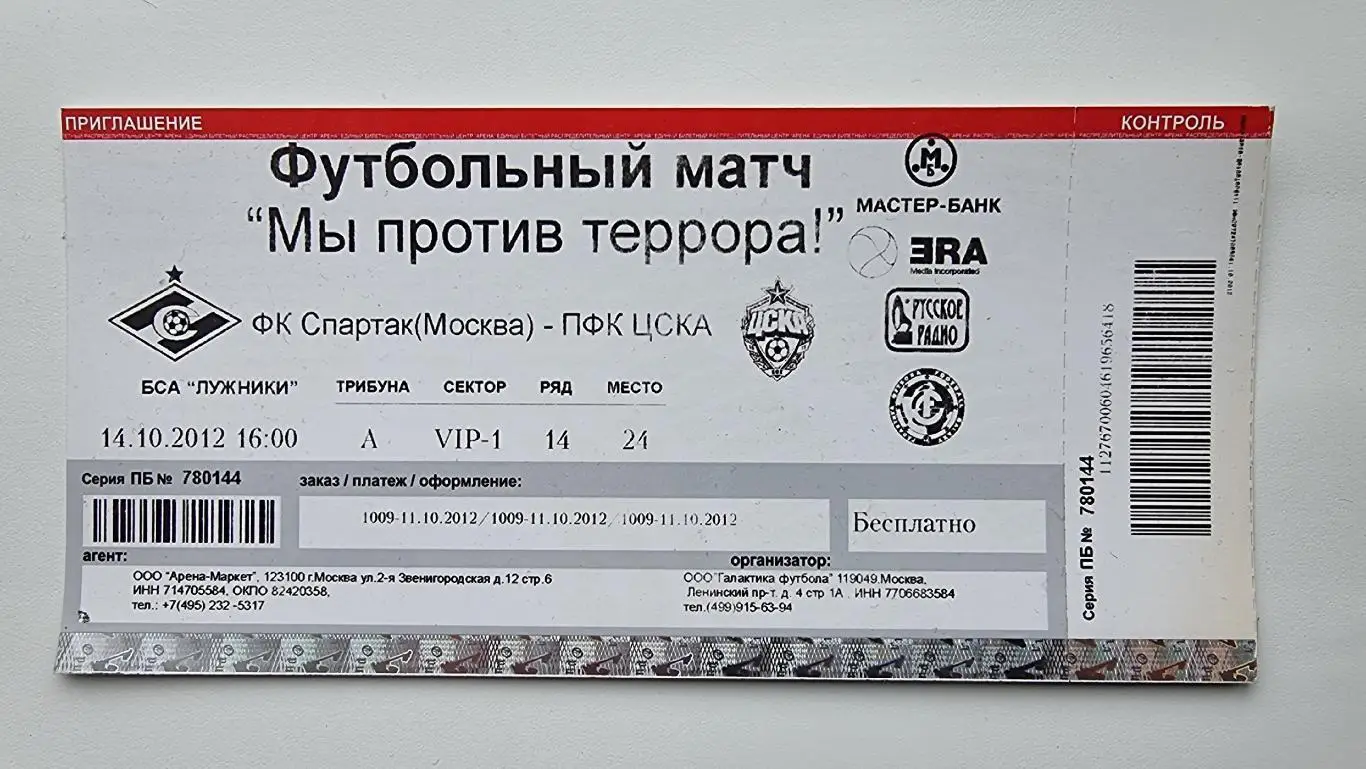 ПРИГЛАШЕНИЕ
КОНТРОЛЬ
Футбольный матч
“Мы против террора!”
МБ
МАСТЕР-БАНК
ЗRA
Media Incorporated
ФК Спартак(Москва) - ПФК ЦСКА
ЦСКА
РУССКОЕ
РАДИО
БСА “ЛУЖНИКИ” ТРИБУНА СЕКТОР РЯД МЕСТО
14.10.2012 16:00 A VIP-1 14 24
Серия ПБ № 780144
заказ / платеж / оформление:
1009-11.10.2012/1009-11.10.2012/1009-11.10.2012
Бесплатно
агент:
ООО "Арена-Маркет", 123100 г.Москва ул.2-я Звенигородская д.12 стр.6
ИНН 714705584, ОКПО 82420358,
тел.: +7(495) 232 -5317
организатор:
ООО "Галактика футбола" 119049.Москва.
Ленинский пр-т. д. 4 стр 1А . ИНН 7706683584
тел.(499)915-63-94
Серия ПБ № 780144
11276700604619656418